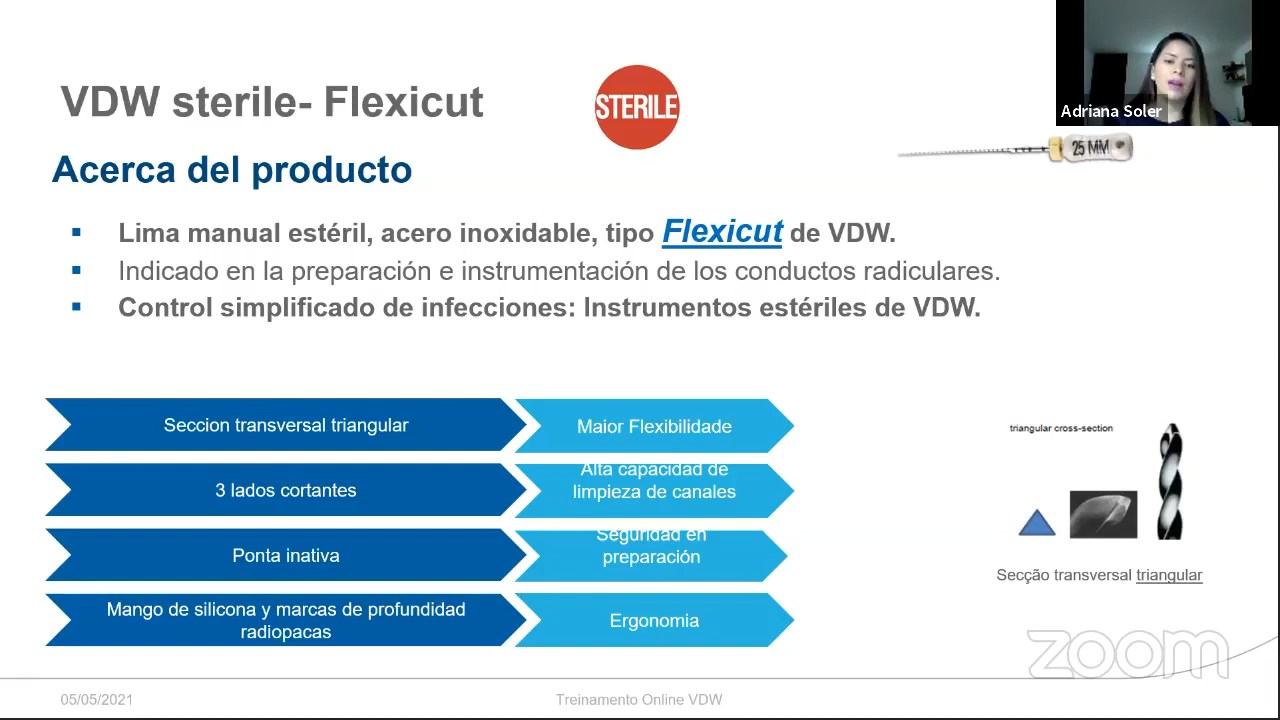 VDW sterile- Flexicut
STERILE
Adriana Soler
25 MM
Acerca del producto
Lima manual estéril, acero inoxidable, tipo Flexicut de VDW.
Indicado en la preparación e instrumentación de los conductos radiculares.
Control simplificado de infecciones: Instrumentos estériles de VDW.
Seccion transversal triangular
Maior Flexibilidade
3 lados cortantes
Alta capacidad de
limpieza de canales
Ponta inativa
Seguridad en
preparación
Mango de silicona y marcas de profundidad
radiopacas
Ergonomia
triangular cross-section
Secção transversal triangular
zoom
05/05/2021
Treinamento Online VDW